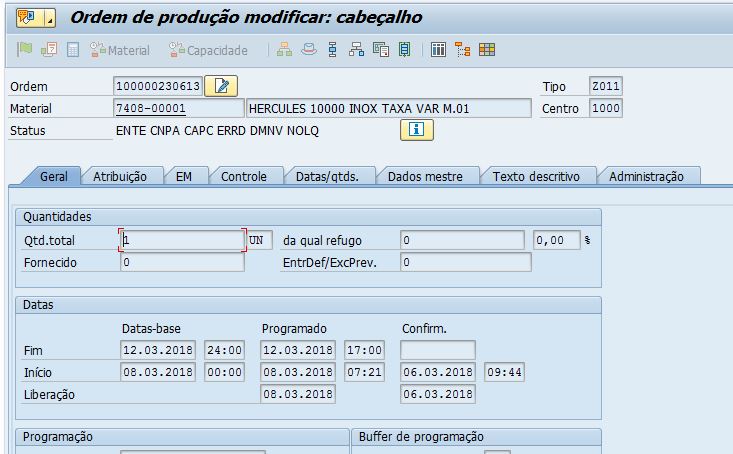 Ordem de produção modificar: cabeçalho
Material Capacidade
Ordem 100000230613 Tipo Z011
Material 7408-00001 HERCULES 10000 INOX TAXA VAR M.01 Centro 1000
Status ENTE CNPA CAPC ERRD DMNV NOLQ
Geral Atribuição EM Controle Datas/qtds. Dados mestre Texto descritivo Administração
Quantidades
Qtd.total 1 UN da qual refugo 0 0,00 %
Fornecido 0 EntrDef/ExcPrev. 0
Datas
Datas-base Programado Confirm.
Fim 12.03.2018 24:00 12.03.2018 17:00
Início 08.03.2018 00:00 08.03.2018 07:21 06.03.2018 09:44
Liberação 08.03.2018 06.03.2018
Programação Buffer de programação